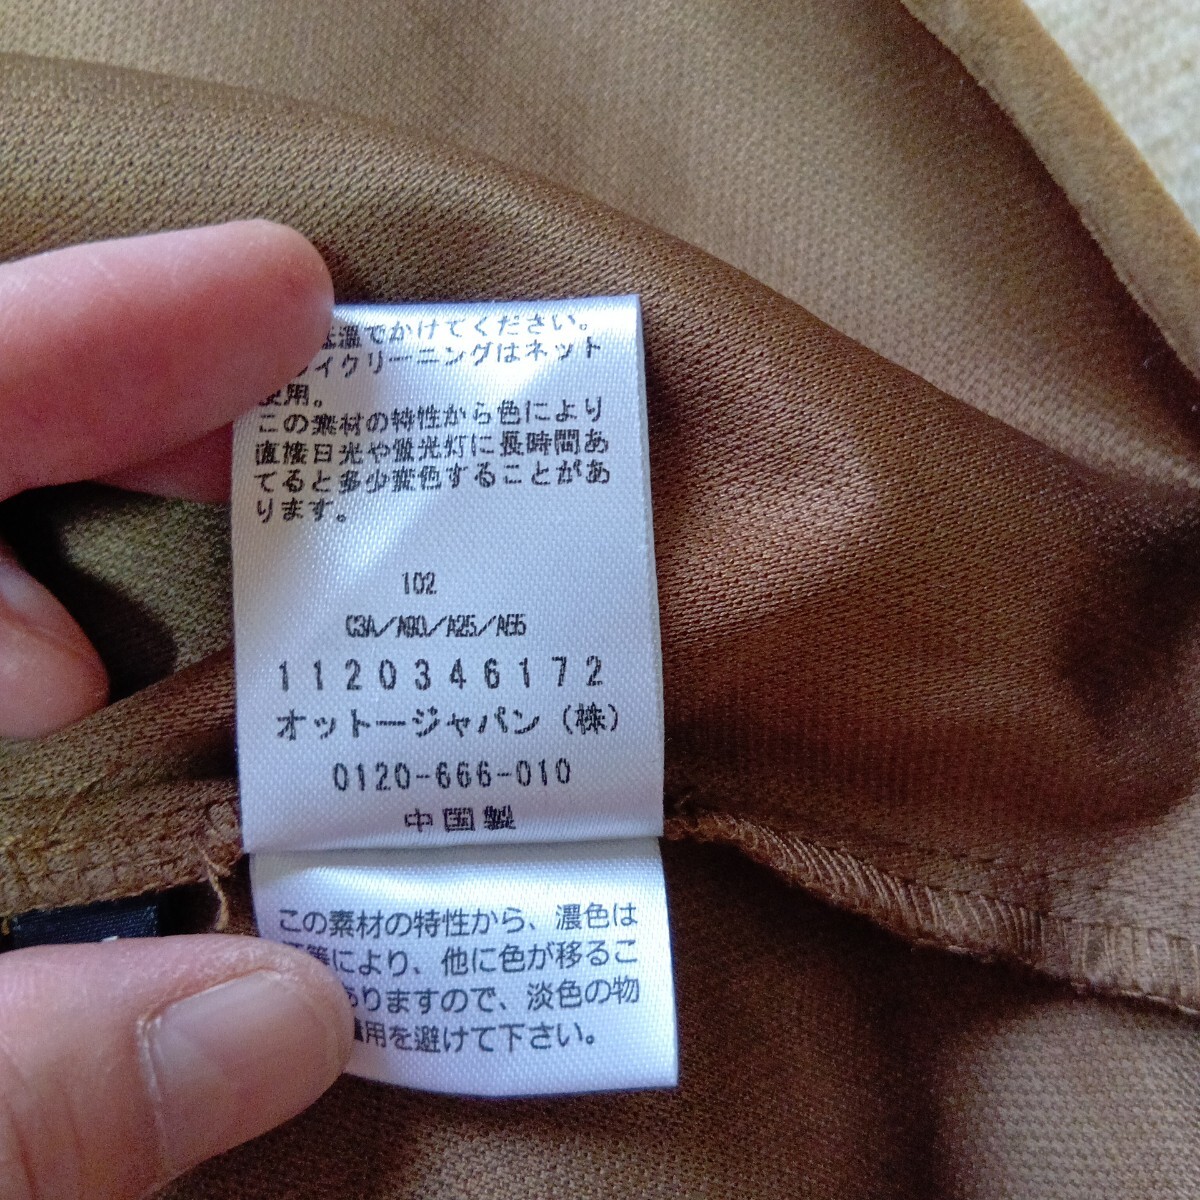 温でかけてください。
イクリーニングはネット
使用。
この素材の特性から色により
直接日光や蛍光灯に長時間あ
てると多少変色することがあ
ります。
102
C3A/A90/A25/A55
1120346172
オットージャパン(株)
0120-666-010
中国製
この素材の特性から、濃色は
等により、他に色が移るこ
ありますので、淡色の物
用を避けて下さい。